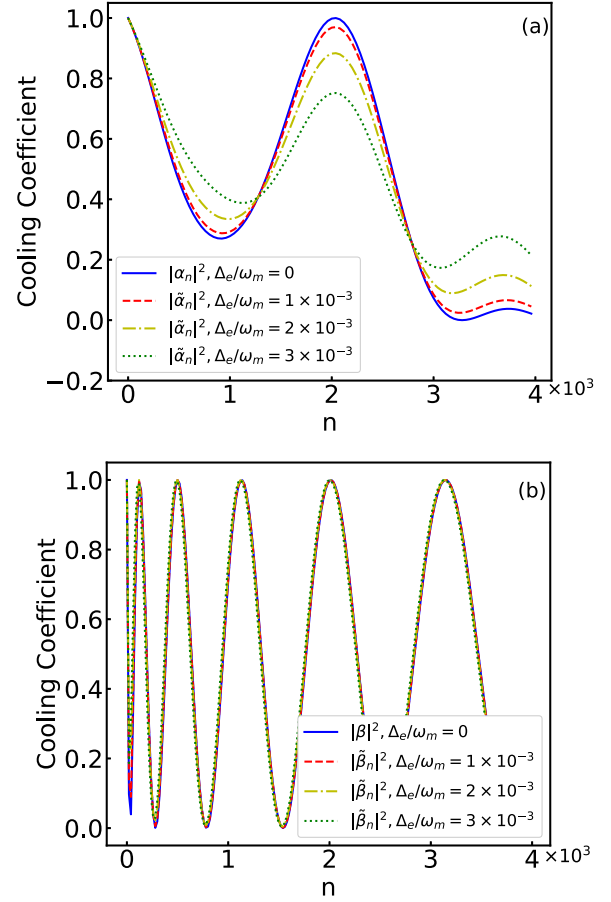 (a)
Cooling Coefficient
1.0
0.8
0.6
0.4
0.2
0.0
−0.2
|αₙ|², Δₑ/ωₘ = 0
|α̃ₙ|², Δₑ/ωₘ = 1 × 10⁻³
|α̃ₙ|², Δₑ/ωₘ = 2 × 10⁻³
|α̃ₙ|², Δₑ/ωₘ = 3 × 10⁻³
0 1 2 3 4 ×10³
n
(b)
Cooling Coefficient
1.0
0.8
0.6
0.4
0.2
0.0
|β|², Δₑ/ωₘ = 0
|β̃ₙ|², Δₑ/ωₘ = 1 × 10⁻³
|β̃ₙ|², Δₑ/ωₘ = 2 × 10⁻³
|β̃ₙ|², Δₑ/ωₘ = 3 × 10⁻³
0 1 2 3 4 ×10³
n